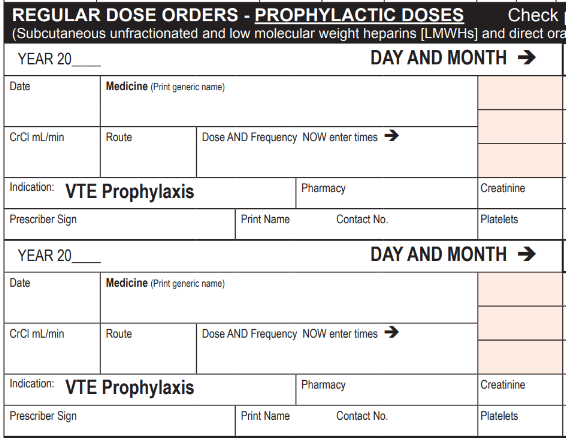 REGULAR DOSE ORDERS - PROPHYLACTIC DOSES Check
(Subcutaneous unfractionated and low molecular weight heparins [LMWHs] and direct
YEAR 20____ DAY AND MONTH ➔
Date Medicine (Print generic name)
CrCl mL/min Route Dose AND Frequency NOW enter times ➔
Indication: VTE Prophylaxis Pharmacy Creatinine
Prescriber Sign Print Name Contact No. Platelets
YEAR 20____ DAY AND MONTH ➔
Date Medicine (Print generic name)
CrCl mL/min Route Dose AND Frequency NOW enter times ➔
Indication: VTE Prophylaxis Pharmacy Creatinine
Prescriber Sign Print Name Contact No. Platelets